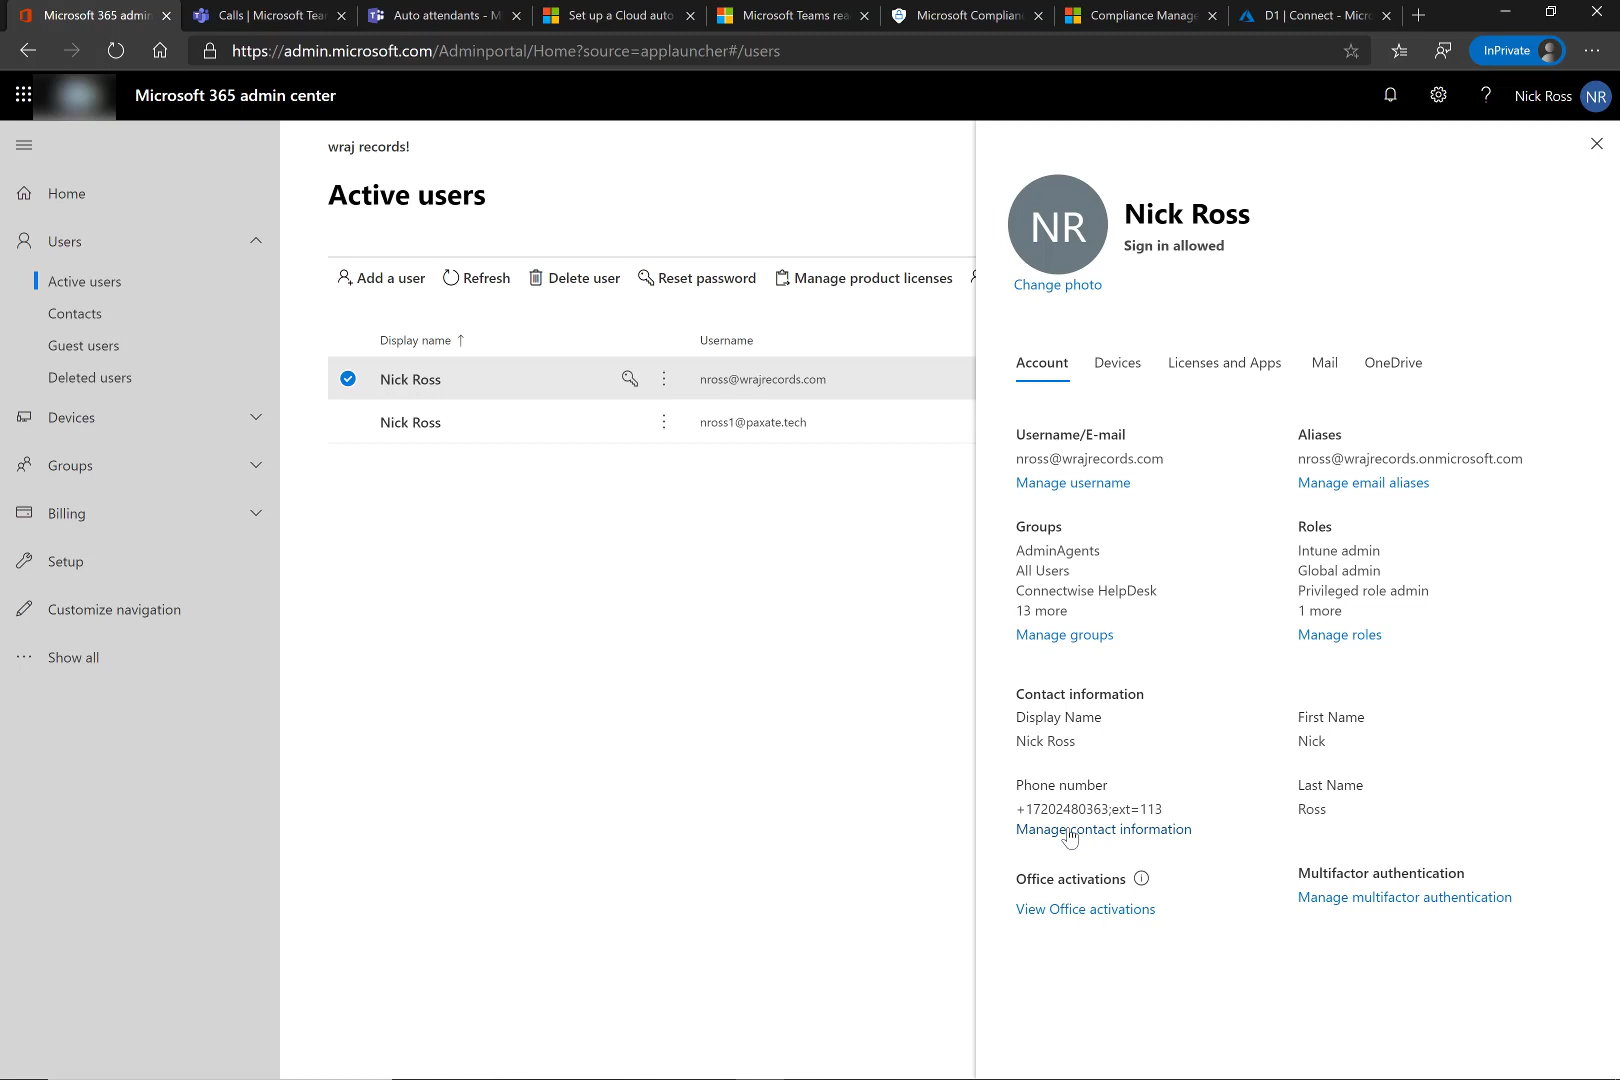 Microsoft 365 admin
Calls | Microsoft Tear
Auto attendants - M
Set up a Cloud auto
Microsoft Teams rea
Microsoft Complian
Compliance Manage
D1 | Connect - Micro
https://admin.microsoft.com/Adminportal/Home?source=applauncher#/users
InPrivate
Microsoft 365 admin center
Nick Ross
NR
Home
Users
Active users
Contacts
Guest users
Deleted users
Devices
Groups
Billing
Setup
Customize navigation
Show all
wraj records!
Active users
Add a user Refresh Delete user Reset password Manage product licenses
Display name ↑ Username
Nick Ross nross@wrajrecords.com
Nick Ross nross1@paxate.tech
NR
Nick Ross
Sign in allowed
Change photo
Account Devices Licenses and Apps Mail OneDrive
Username/E-mail
nross@wrajrecords.com
Manage username
Aliases
nross@wrajrecords.onmicrosoft.com
Manage email aliases
Groups
AdminAgents
All Users
Connectwise HelpDesk
13 more
Manage groups
Roles
Intune admin
Global admin
Privileged role admin
1 more
Manage roles
Contact information
Display Name
Nick Ross
First Name
Nick
Phone number
+17202480363;ext=113
Manage contact information
Last Name
Ross
Office activations
View Office activations
Multifactor authentication
Manage multifactor authentication